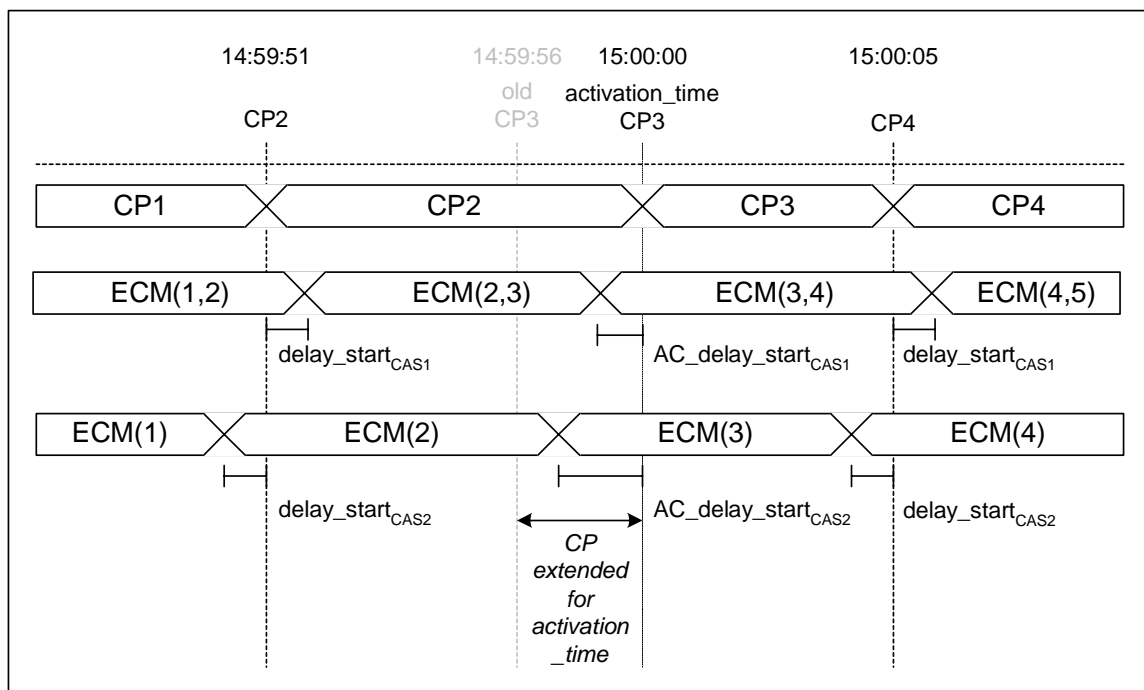 14:59:51 14:59:56 15:00:00 15:00:05
old activation_time
CP2 CP3 CP3 CP4
CP1 CP2 CP3 CP4
ECM(1,2) ECM(2,3) ECM(3,4) ECM(4,5)
delay_startCAS1 AC_delay_startCAS1 delay_startCAS1
ECM(1) ECM(2) ECM(3) ECM(4)
delay_startCAS2 AC_delay_startCAS2 delay_startCAS2
CP
extended
for
activation
_time